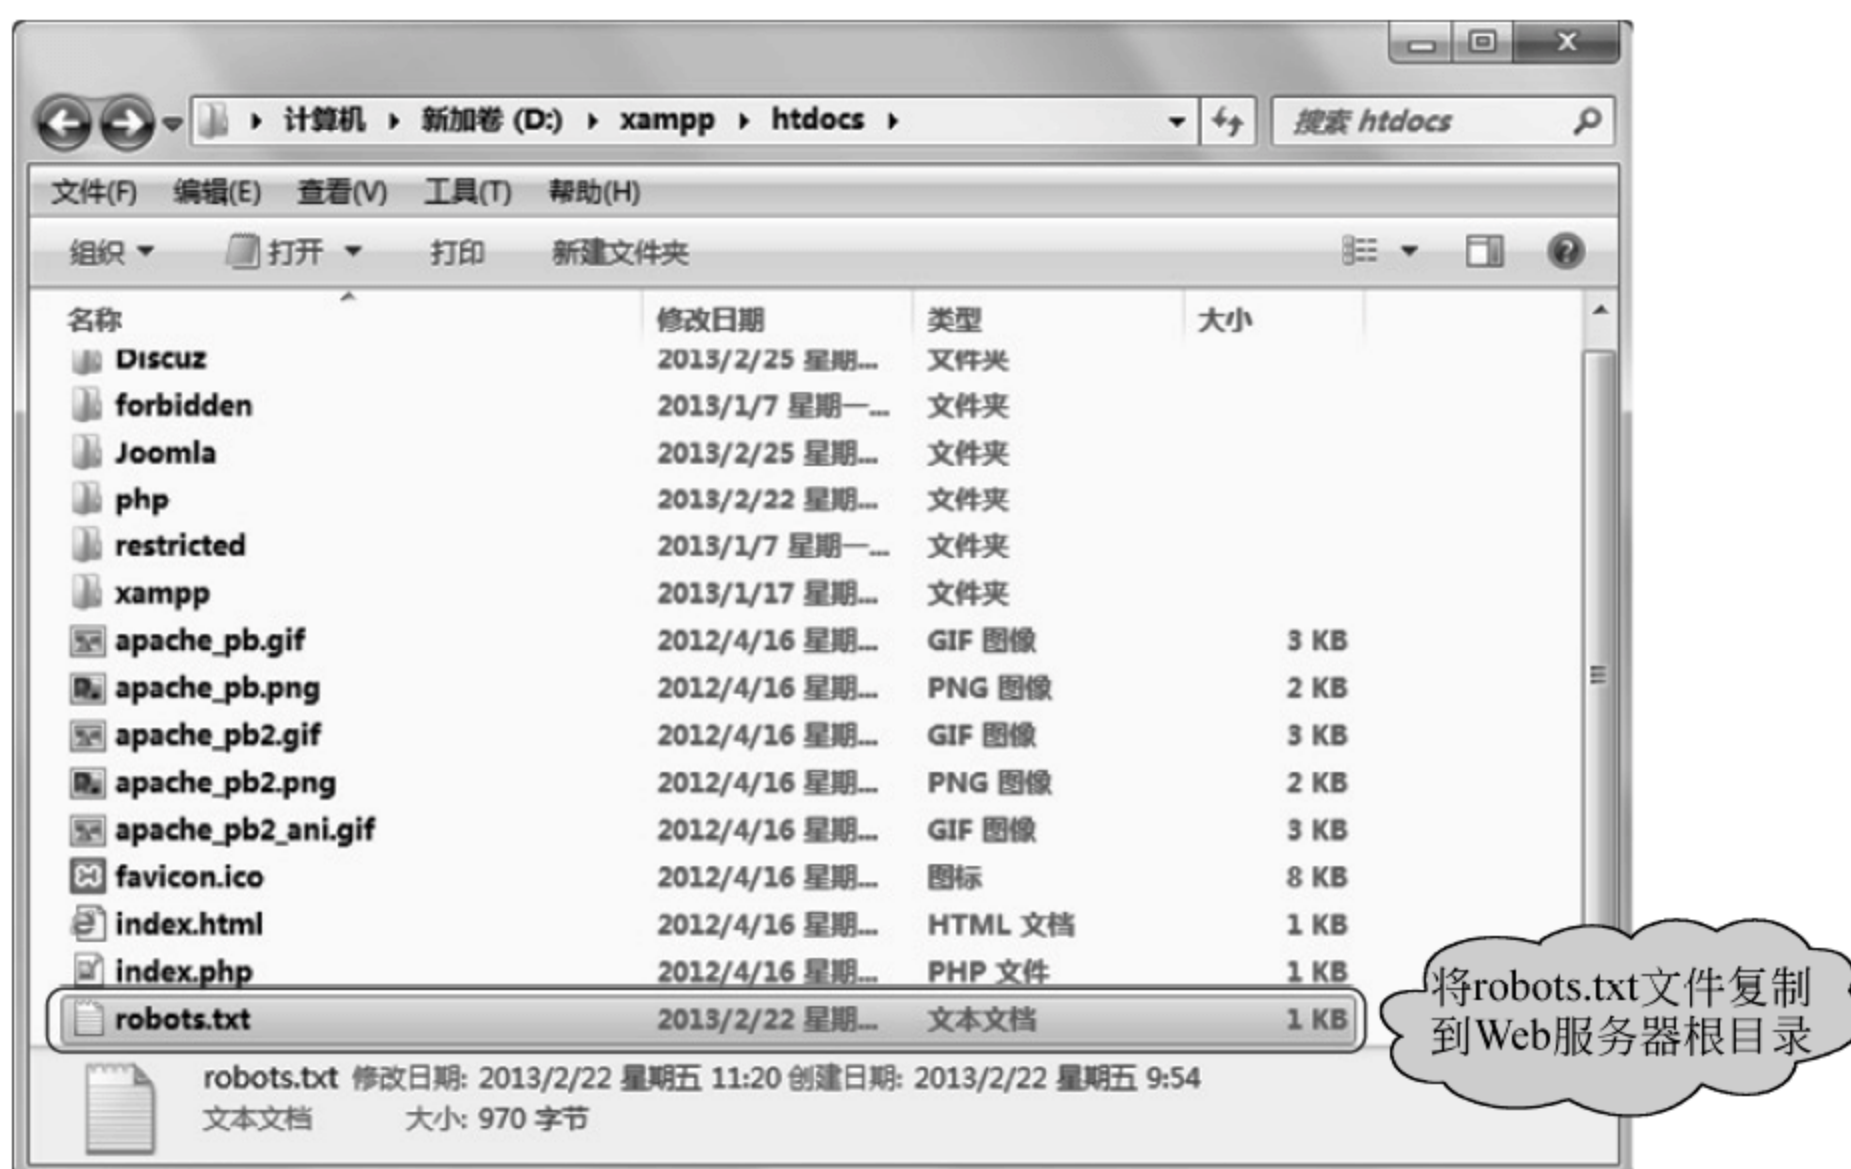 计算机 新加卷 (D:) xampp htdocs 搜索 htdocs
文件(F) 编辑(E) 查看(V) 工具(T) 帮助(H)
组织 打开 打印 新建文件夹
名称 修改日期 类型 大小
Discuz 2013/2/25 星期... 文件夹
forbidden 2013/1/7 星期一... 文件夹
Joomla 2013/2/25 星期... 文件夹
php 2013/2/22 星期... 文件夹
restricted 2013/1/7 星期一... 文件夹
xampp 2013/1/17 星期... 文件夹
apache_pb.gif 2012/4/16 星期... GIF 图像 3 KB
apache_pb.png 2012/4/16 星期... PNG 图像 2 KB
apache_pb2.gif 2012/4/16 星期... GIF 图像 3 KB
apache_pb2.png 2012/4/16 星期... PNG 图像 2 KB
apache_pb2_ani.gif 2012/4/16 星期... GIF 图像 3 KB
favicon.ico 2012/4/16 星期... 图标 8 KB
index.html 2012/4/16 星期... HTML 文档 1 KB
index.php 2012/4/16 星期... PHP 文件 1 KB
robots.txt 2013/2/22 星期... 文本文档 1 KB
将robots.txt文件复制
到Web服务器根目录
robots.txt 修改日期: 2013/2/22 星期五 11:20 创建日期: 2013/2/22 星期五 9:54
文本文档 大小: 970 字节